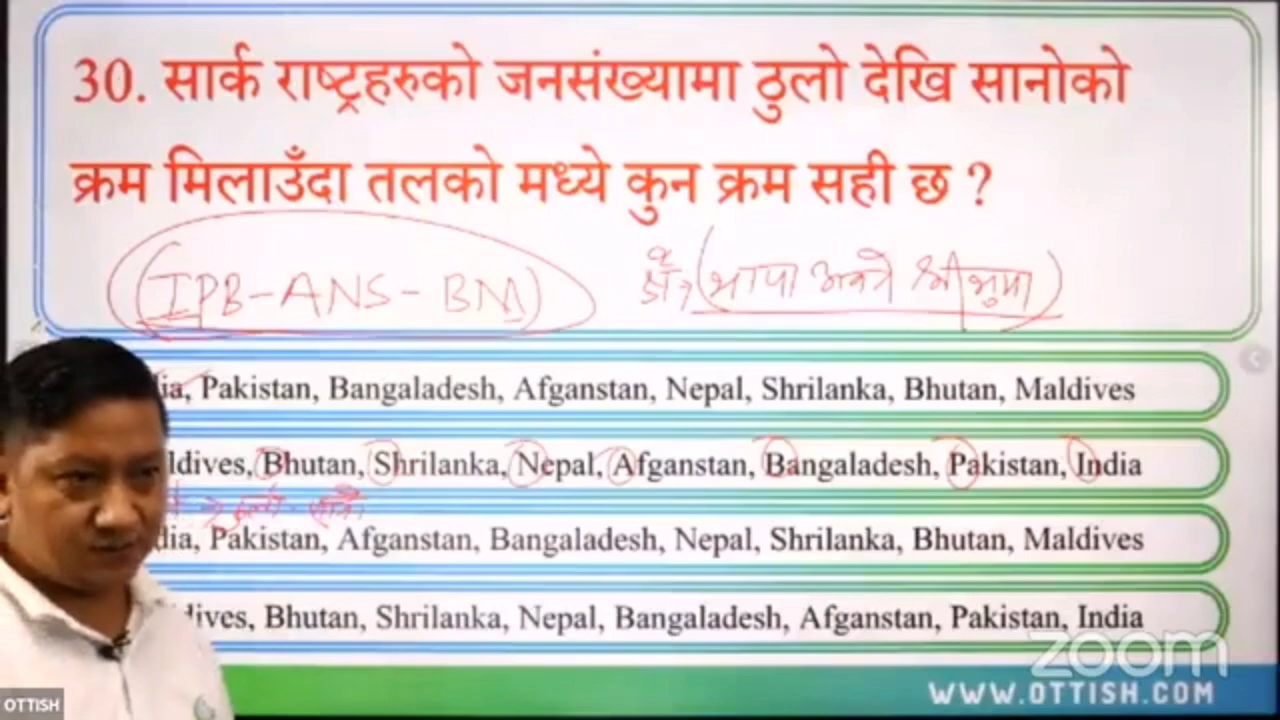 30. सार्क राष्ट्रहरुको जनसंख्यामा ठुलो देखि सानोको
क्रम मिलाउँदा तलको मध्ये कुन क्रम सही छ ?
(IPB-ANS-BM) (भापा अबने श्री भुमा)
ia, Pakistan, Bangaladesh, Afganstan, Nepal, Shrilanka, Bhutan, Maldives
ldives, Bhutan, Shrilanka, Nepal, Afganstan, Bangaladesh, Pakistan, India
dia, Pakistan, Afganstan, Bangaladesh, Nepal, Shrilanka, Bhutan, Maldives
dives, Bhutan, Shrilanka, Nepal, Bangaladesh, Afganstan, Pakistan, India
zoom
OTTISH
WWW.OTTISH.COM